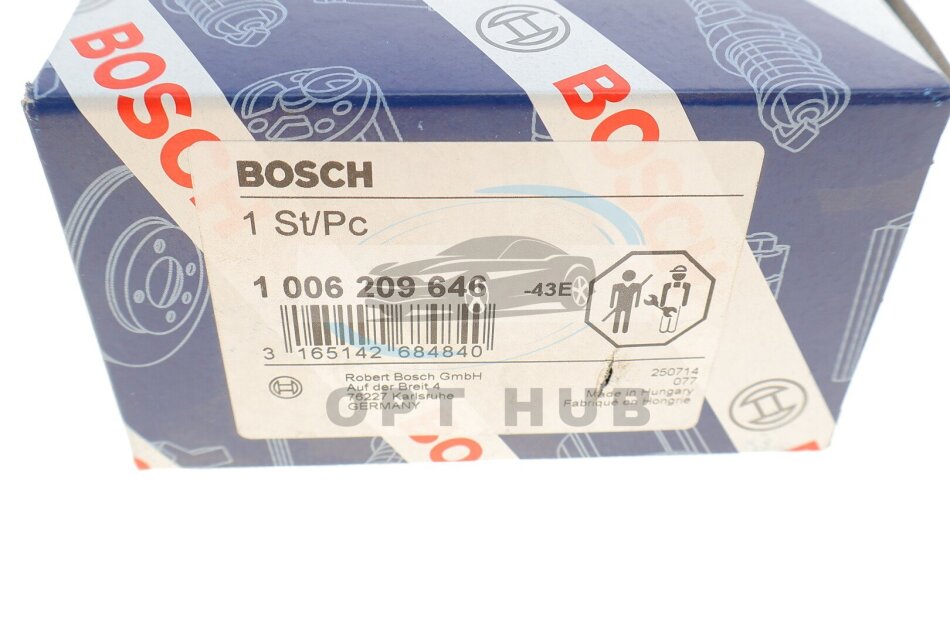 BOSCH
BOSCH
BOSCH
1 St/Pc
1 006 209 646 -43E
3 165142 684840
Robert Bosch GmbH
Auf der Breit 4
76227 Karlsruhe
GERMANY
250714
077
Made in Hungary
Fabriqué en Hongrie
OPT HUB